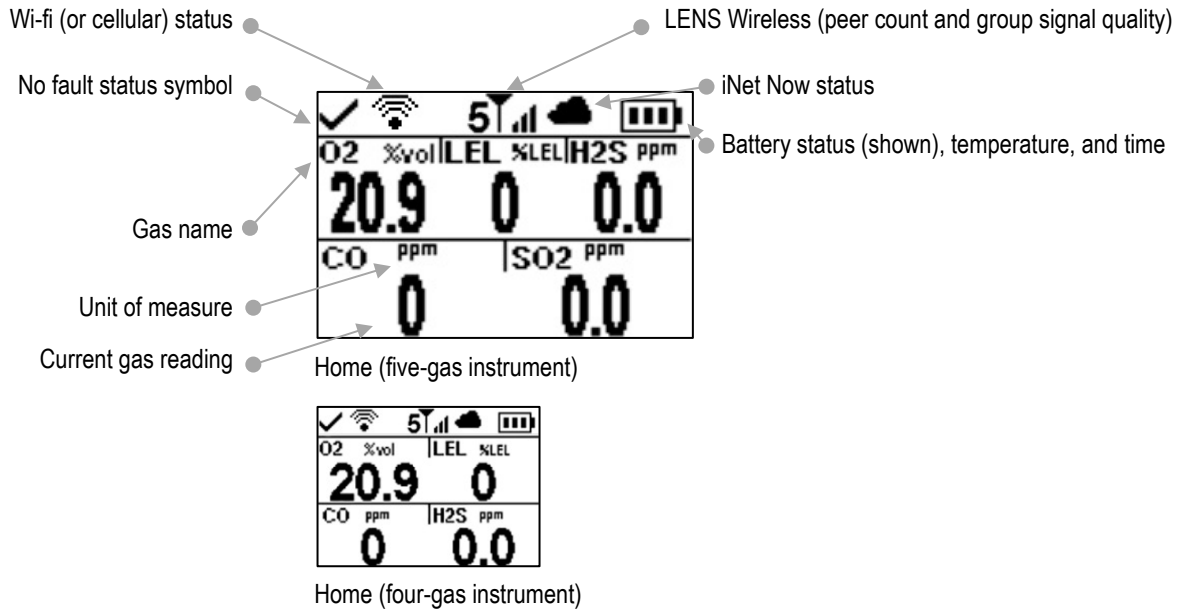 Wi-fi (or cellular) status
LENS Wireless (peer count and group signal quality)
No fault status symbol
iNet Now status
5
Battery status (shown), temperature, and time
O2 %vol LEL %LEL H2S ppm
20.9 0 0.0
Gas name
CO ppm SO2 ppm
Unit of measure
0 0.0
Current gas reading
Home (five-gas instrument)
5
O2 %vol LEL %LEL
20.9 0
CO ppm H2S ppm
0 0.0
Home (four-gas instrument)